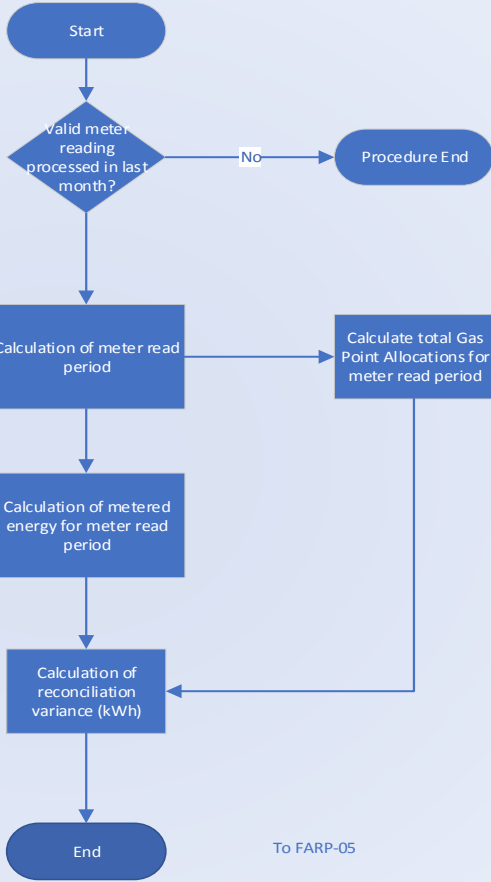 Start
Valid meter
reading
processed in last
month?
No
Procedure End
Calculation of meter read
period
Calculate total Gas
Point Allocations for
meter read period
Calculation of metered
energy for meter read
period
Calculation of
reconciliation
variance (kWh)
End
To FARP-05